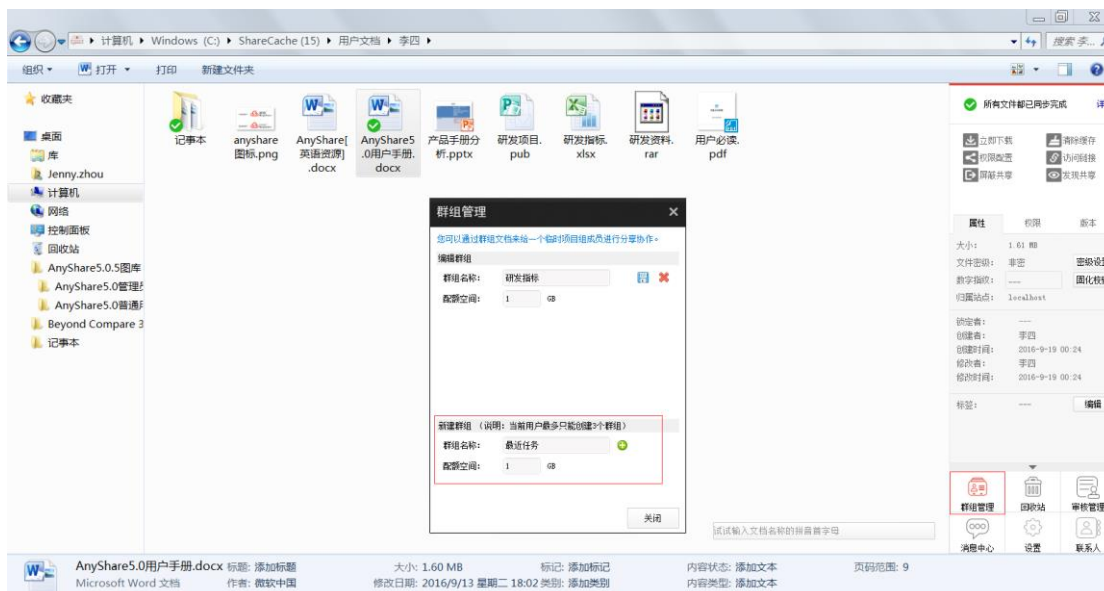 计算机 ▸ Windows (C:) ▸ ShareCache (15) ▸ 用户文档 ▸ 李四 ▸
搜索 李...
组织 打开 打印 新建文件夹
收藏夹
桌面
库
Jenny.zhou
计算机
网络
控制面板
回收站
AnyShare5.0.5图库
AnyShare5.0管理
AnyShare5.0普通
Beyond Compare 3
记事本
记事本
anyshare图标.png
AnyShare[英语资源].docx
AnyShare5.0用户手册.docx
产品手册分析.pptx
研发项目.pub
研发指标.xlsx
研发资料.rar
用户必读.pdf
群组管理
您可以通过群组文档来给一个临时项目组成员进行分享协作。
编辑群组
群组名称: 研发指标
配额空间: 1 GB
新建群组 (说明: 当前用户最多只能创建3个群组)
群组名称: 最近任务
配额空间: 1 GB
关闭
试试输入文档名称的拼音首字母
所有文件都已同步完成 详
立即下载 清除缓存
权限配置 访问链接
屏蔽共享 发现共享
属性 权限 版本
大小: 1.61 MB
文件密级: 非密 密级设
数字指纹: --- 固化校
归属站点: localhost
锁定者: ---
创建者: 李四
创建时间: 2016-9-19 00:24
修改者: 李四
修改时间: 2016-9-19 00:24
标签: --- 编辑
群组管理 回收站 审核管理
消息中心 设置 联系人
AnyShare5.0用户手册.docx 标题: 添加标题 大小: 1.60 MB 标记: 添加标记 内容状态: 添加文本 页码范围: 9
Microsoft Word 文档 作者: 微软中国 修改日期: 2016/9/13 星期二 18:02 类别: 添加类别 内容类型: 添加文本